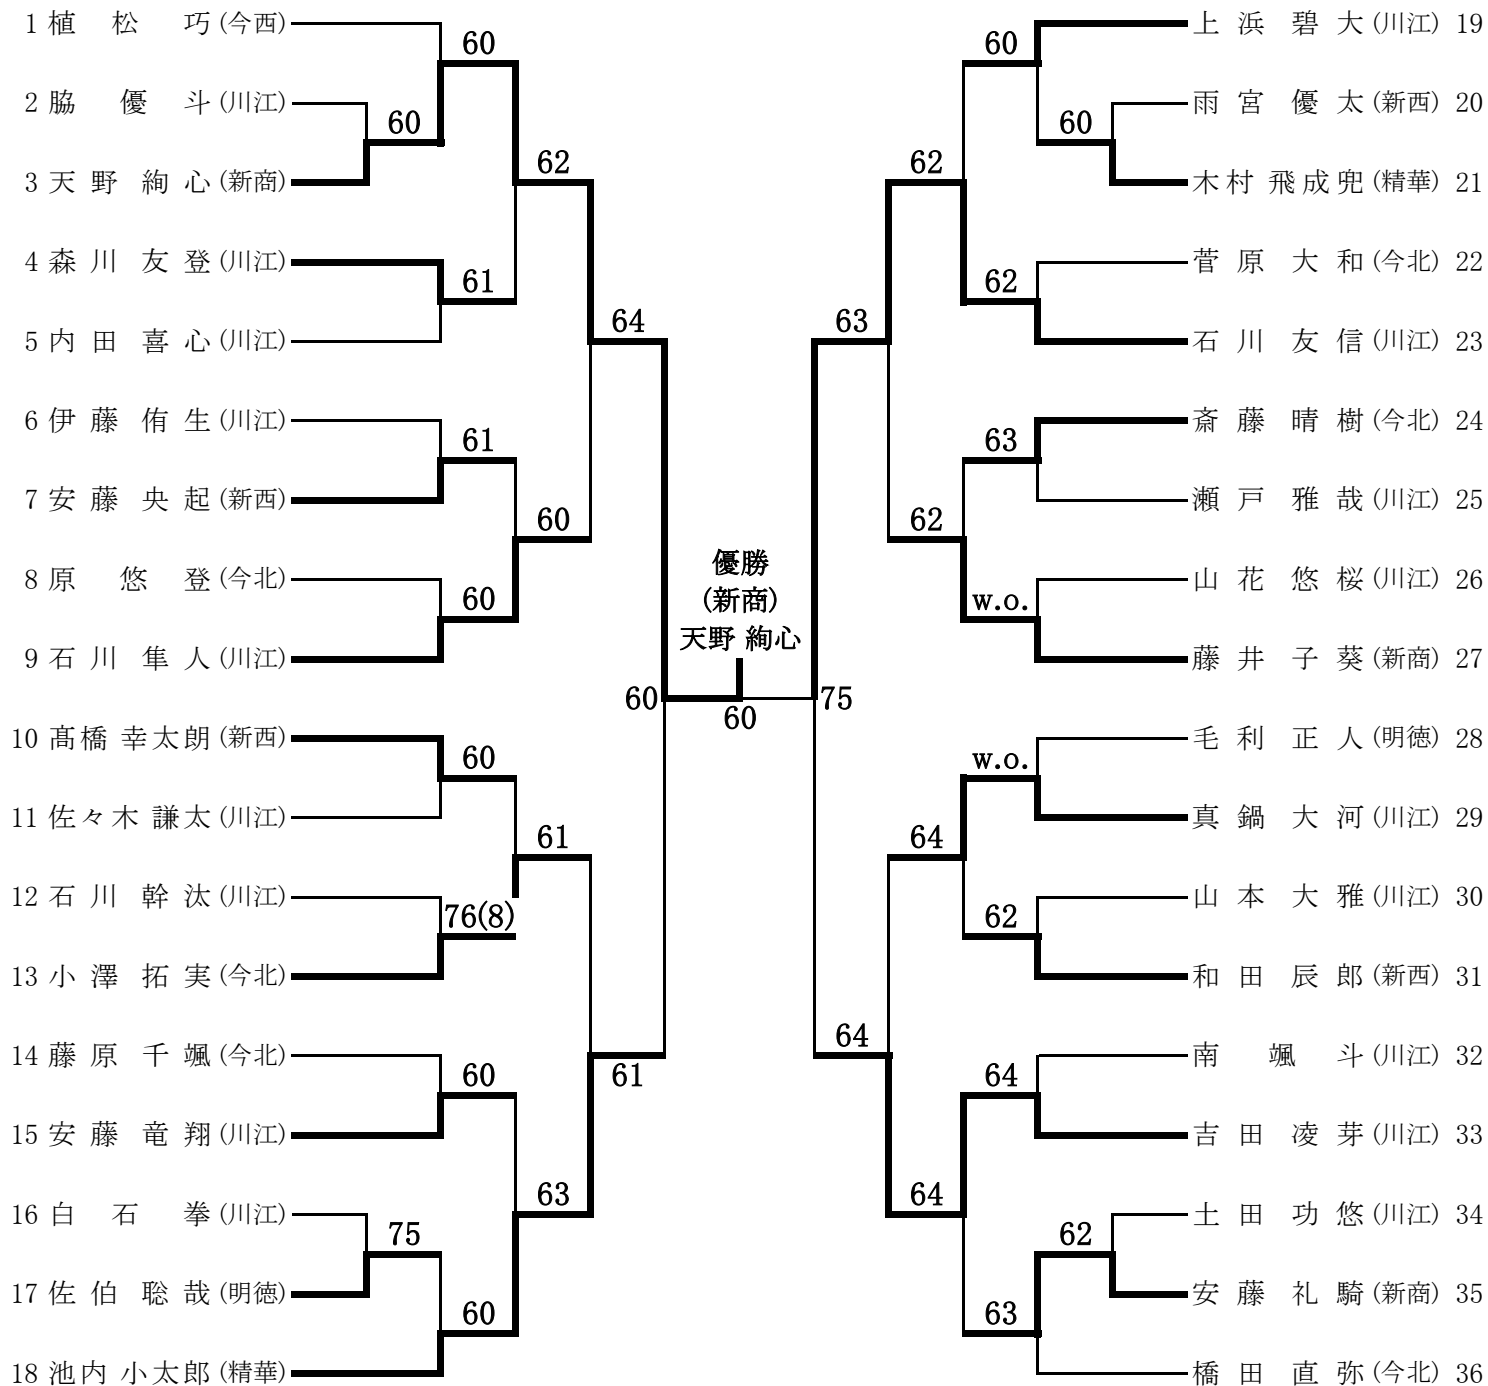 1 植松 巧 (今西)
2 脇 優斗 (川江)
3 天野 絢心 (新商)
4 森川 友登 (川江)
5 内田 喜心 (川江)
6 伊藤 侑生 (川江)
7 安藤 央起 (新西)
8 原 悠登 (今北)
9 石川 隼人 (川江)
10 髙橋 幸太朗 (新西)
11 佐々木 謙太 (川江)
12 石川 幹汰 (川江)
13 小澤 拓実 (今北)
14 藤原 千颯 (今北)
15 安藤 竜翔 (川江)
16 白石 拳 (川江)
17 佐伯 聡哉 (明徳)
18 池内 小太郎 (精華)
60
60
61
61
60
60
76(8)
60
75
60
62
60
61
63
64
61
60
優勝
(新商)
天野 絢心
60
75
63
64
62
62
64
64
60
60
62
63
w.o.
w.o.
62
64
62
63
上浜 碧大 (川江) 19
雨宮 優太 (新西) 20
木村 飛成兜 (精華) 21
菅原 大和 (今北) 22
石川 友信 (川江) 23
斎藤 晴樹 (今北) 24
瀬戸 雅哉 (川江) 25
山花 悠桜 (川江) 26
藤井 子葵 (新商) 27
毛利 正人 (明徳) 28
真鍋 大河 (川江) 29
山本 大雅 (川江) 30
和田 辰郎 (新西) 31
南 颯斗 (川江) 32
吉田 凌芽 (川江) 33
土田 功悠 (川江) 34
安藤 礼騎 (新商) 35
橋田 直弥 (今北) 36